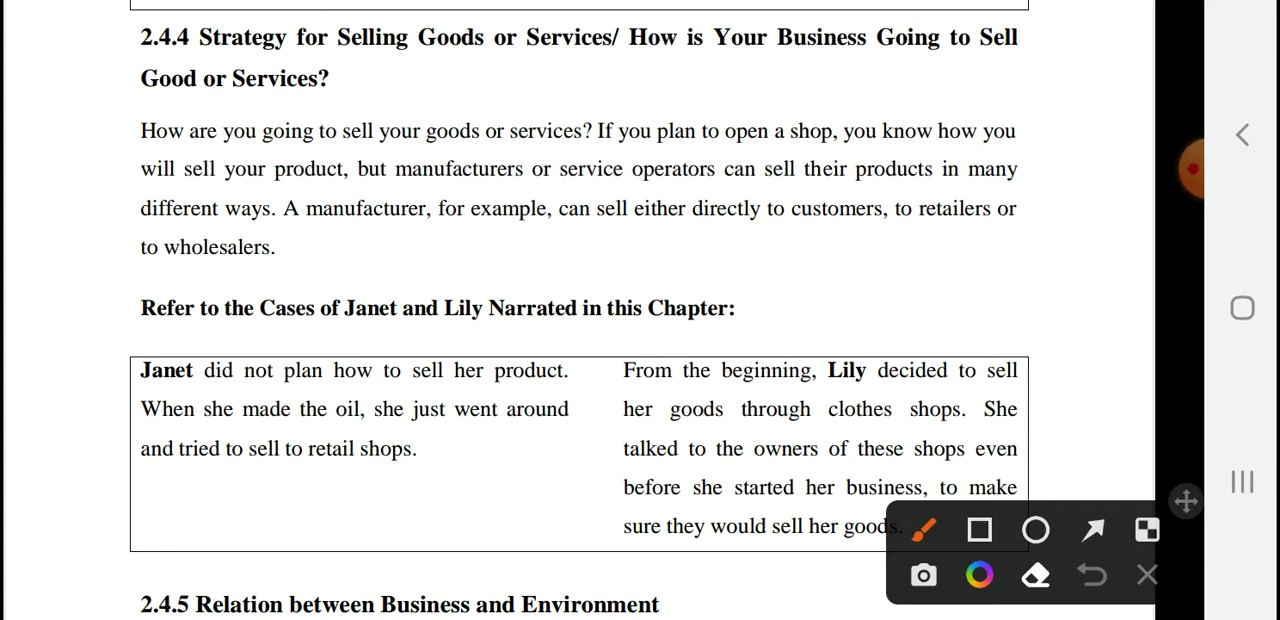 2.4.4 Strategy for Selling Goods or Services/ How is Your Business Going to Sell
Good or Services?
How are you going to sell your goods or services? If you plan to open a shop, you know how you
will sell your product, but manufacturers or service operators can sell their products in many
different ways. A manufacturer, for example, can sell either directly to customers, to retailers or
to wholesalers.
Refer to the Cases of Janet and Lily Narrated in this Chapter:
Janet did not plan how to sell her product.
When she made the oil, she just went around
and tried to sell to retail shops.
From the beginning, Lily decided to sell
her goods through clothes shops. She
talked to the owners of these shops even
before she started her business, to make
sure they would sell her goods.
2.4.5 Relation between Business and Environment